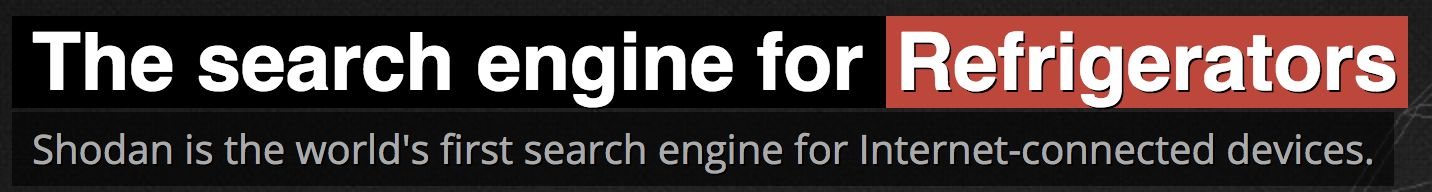 The search engine for Refrigerators
Shodan is the world's first search engine for Internet-connected devices.